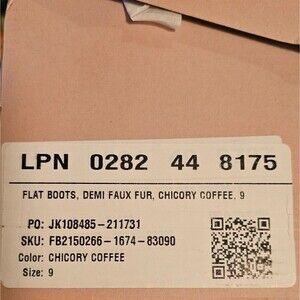 LPN 0282 44 8175
FLAT BOOTS, DEMI FAUX FUR, CHICORY COFFEE, 9
PO: JK108485-211731
SKU: FB2150266-1674-83090
Color: CHICORY COFFEE
Size: 9